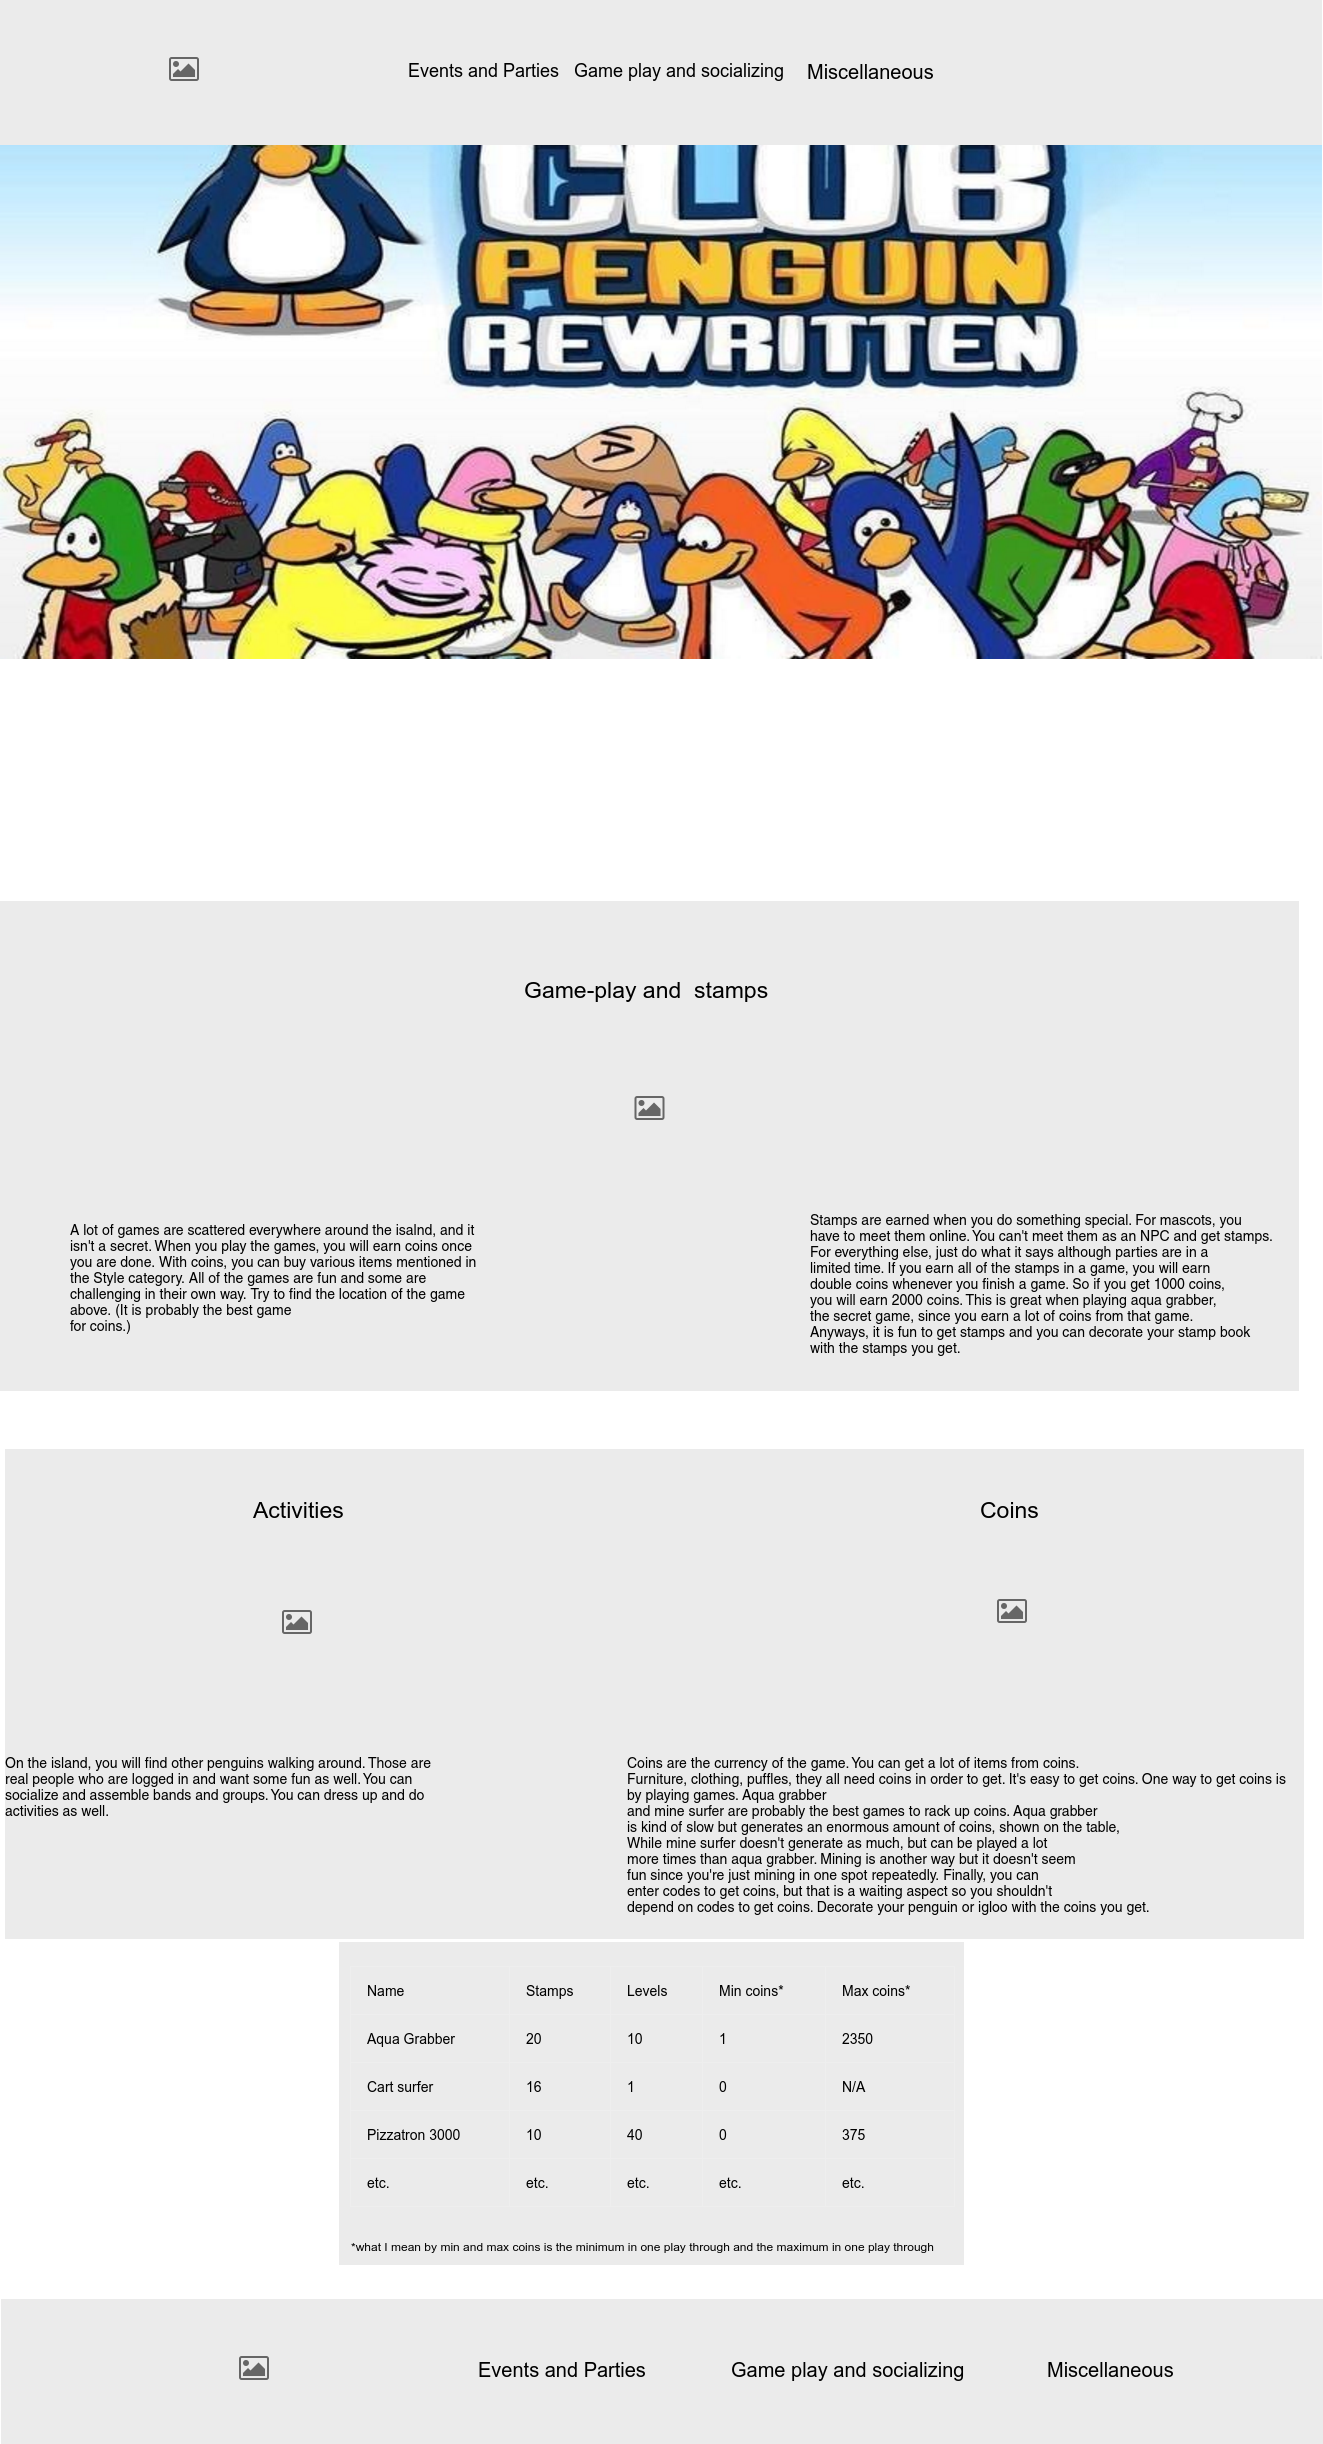 Events and Parties Game play and socializing Miscellaneous
CLUB
PENGUIN
REWRITTEN
Game-play and stamps
A lot of games are scattered everywhere around the isalnd, and it
isn't a secret. When you play the games, you will earn coins once
you are done. With coins, you can buy various items mentioned in
the Style category. All of the games are fun and some are
challenging in their own way. Try to find the location of the game
above. (It is probably the best game
for coins.)
Stamps are earned when you do something special. For mascots, you
have to meet them online. You can't meet them as an NPC and get stamps.
For everything else, just do what it says although parties are in a
limited time. If you earn all of the stamps in a game, you will earn
double coins whenever you finish a game. So if you get 1000 coins,
you will earn 2000 coins. This is great when playing aqua grabber,
the secret game, since you earn a lot of coins from that game.
Anyways, it is fun to get stamps and you can decorate your stamp book
with the stamps you get.
Activities
On the island, you will find other penguins walking around. Those are
real people who are logged in and want some fun as well. You can
socialize and assemble bands and groups. You can dress up and do
activities as well.
Coins
Coins are the currency of the game. You can get a lot of items from coins.
Furniture, clothing, puffles, they all need coins in order to get. It's easy to get coins. One way to get coins is
by playing games. Aqua grabber
and mine surfer are probably the best games to rack up coins. Aqua grabber
is kind of slow but generates an enormous amount of coins, shown on the table,
While mine surfer doesn't generate as much, but can be played a lot
more times than aqua grabber. Mining is another way but it doesn't seem
fun since you're just mining in one spot repeatedly. Finally, you can
enter codes to get coins, but that is a waiting aspect so you shouldn't
depend on codes to get coins. Decorate your penguin or igloo with the coins you get.
Name Stamps Levels Min coins* Max coins*
Aqua Grabber 20 10 1 2350
Cart surfer 16 1 0 N/A
Pizzatron 3000 10 40 0 375
etc. etc. etc. etc. etc.
*what I mean by min and max coins is the minimum in one play through and the maximum in one play through
Events and Parties Game play and socializing Miscellaneous